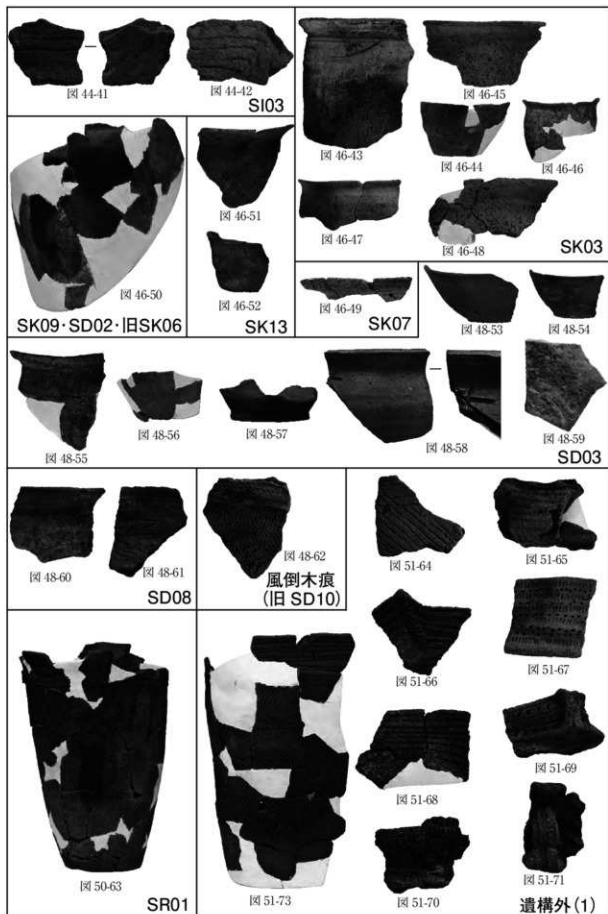 図 44-41
図 44-42
SI03
図 46-43
図 46-45
図 46-44
図 46-46
図 46-47
図 46-48
SK03
図 46-50
SK09・SD02・旧SK06
図 46-51
図 46-52
SK13
図 46-49
SK07
図 48-53
図 48-54
図 48-55
図 48-56
図 48-57
図 48-58
図 48-59
SD03
図 48-60
図 48-61
SD08
図 48-62
風倒木痕
(旧 SD10)
図 50-63
SR01
図 51-64
図 51-65
図 51-66
図 51-67
図 51-68
図 51-69
図 51-73
図 51-70
図 51-71
遺構外(1)